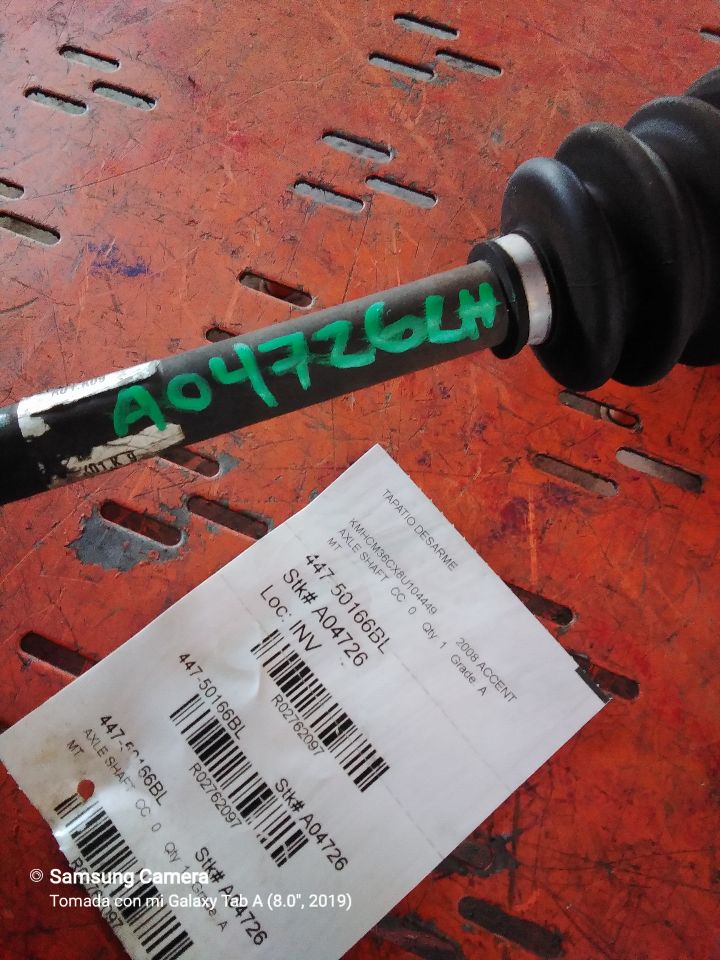 A04726LH
TAPATIO DESARME
KMHCM36CX8U104449
2008 ACCENT
AXLE SHAFT CC 0 Qty 1 Grade A
MT
447-50166BL
Stk# A04726
Loc: INV
R02762097
447-50166BL
Stk# A04726
R02762097
447-50166BL
AXLE SHAFT CC 0 Qty 1 Grade A
MT
Stk# A04726
Samsung Camera
Tomada con mi Galaxy Tab A (8.0", 2019)